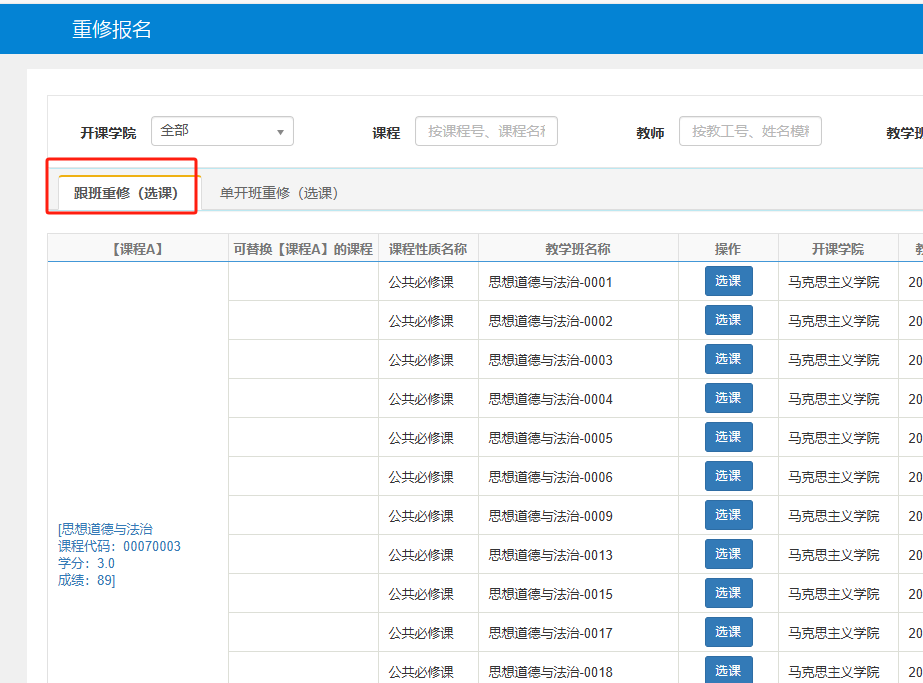 重修报名
开课学院 全部 课程 按课程号、课程名称 教师 按教工号、姓名模糊 教学班
跟班重修（选课） 单开班重修（选课）
【课程A】 可替换【课程A】的课程 课程性质名称 教学班名称 操作 开课学院
公共必修课 思想道德与法治-0001 选课 马克思主义学院 20
公共必修课 思想道德与法治-0002 选课 马克思主义学院 20
公共必修课 思想道德与法治-0003 选课 马克思主义学院 20
公共必修课 思想道德与法治-0004 选课 马克思主义学院 20
公共必修课 思想道德与法治-0005 选课 马克思主义学院 20
公共必修课 思想道德与法治-0006 选课 马克思主义学院 20
公共必修课 思想道德与法治-0009 选课 马克思主义学院 20
[思想道德与法治
课程代码：00070003
学分：3.0
成绩：89]
公共必修课 思想道德与法治-0013 选课 马克思主义学院 20
公共必修课 思想道德与法治-0015 选课 马克思主义学院 20
公共必修课 思想道德与法治-0017 选课 马克思主义学院 20
公共必修课 思想道德与法治-0018 选课 马克思主义学院 20